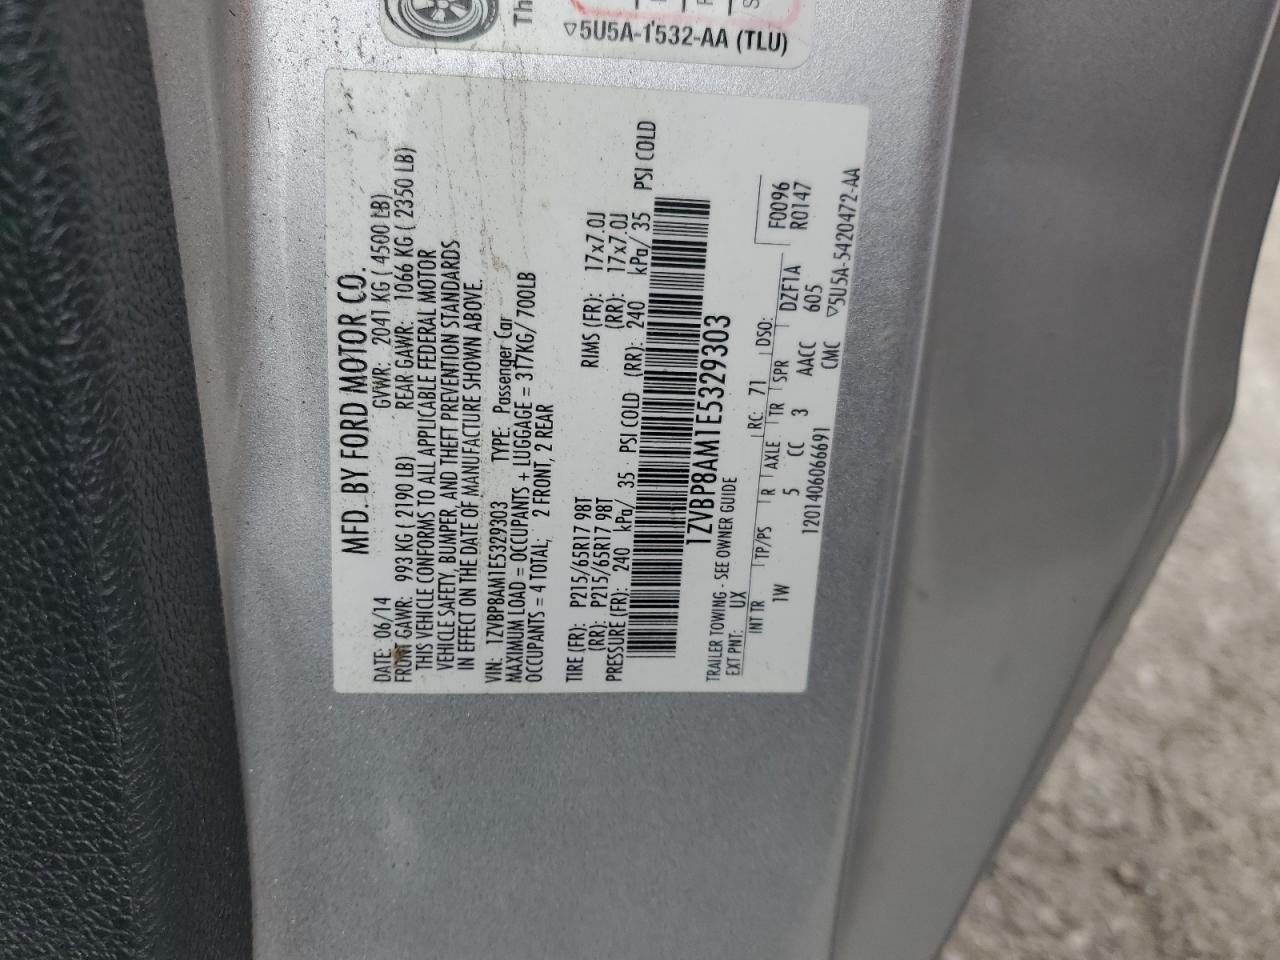 Th
▽5U5A-1532-AA (TLU)
MFD. BY FORD MOTOR CO.
DATE: 06/14 GVWR: 2041 KG ( 4500 LB)
FRONT GAWR: 993 KG ( 2190 LB) REAR GAWR: 1066 KG ( 2350 LB)
THIS VEHICLE CONFORMS TO ALL APPLICABLE FEDERAL MOTOR
VEHICLE SAFETY, BUMPER, AND THEFT PREVENTION STANDARDS
IN EFFECT ON THE DATE OF MANUFACTURE SHOWN ABOVE.
VIN: 1ZVBP8AM1E5329303 TYPE: Passenger Car
MAXIMUM LOAD = OCCUPANTS + LUGGAGE = 317KG/ 700LB
OCCUPANTS = 4 TOTAL; 2 FRONT, 2 REAR
TIRE (FR): P215/65R17 98T RIMS (FR): 17x7.0J
(RR): P215/65R17 98T (RR): 17x7.0J
PRESSURE (FR): 240 kPa/ 35 PSI COLD (RR): 240 kPa/ 35 PSI COLD
1ZVBP8AM1E5329303
TRAILER TOWING - SEE OWNER GUIDE
EXT PNT: UX RC: 71 DSO: F0096
INT TR TP/PS R AXLE TR SPR DZF1A R0147
1W 5 CC 3 AACC 605
1201406066691 CMC ▽5U5A-5420472-AA